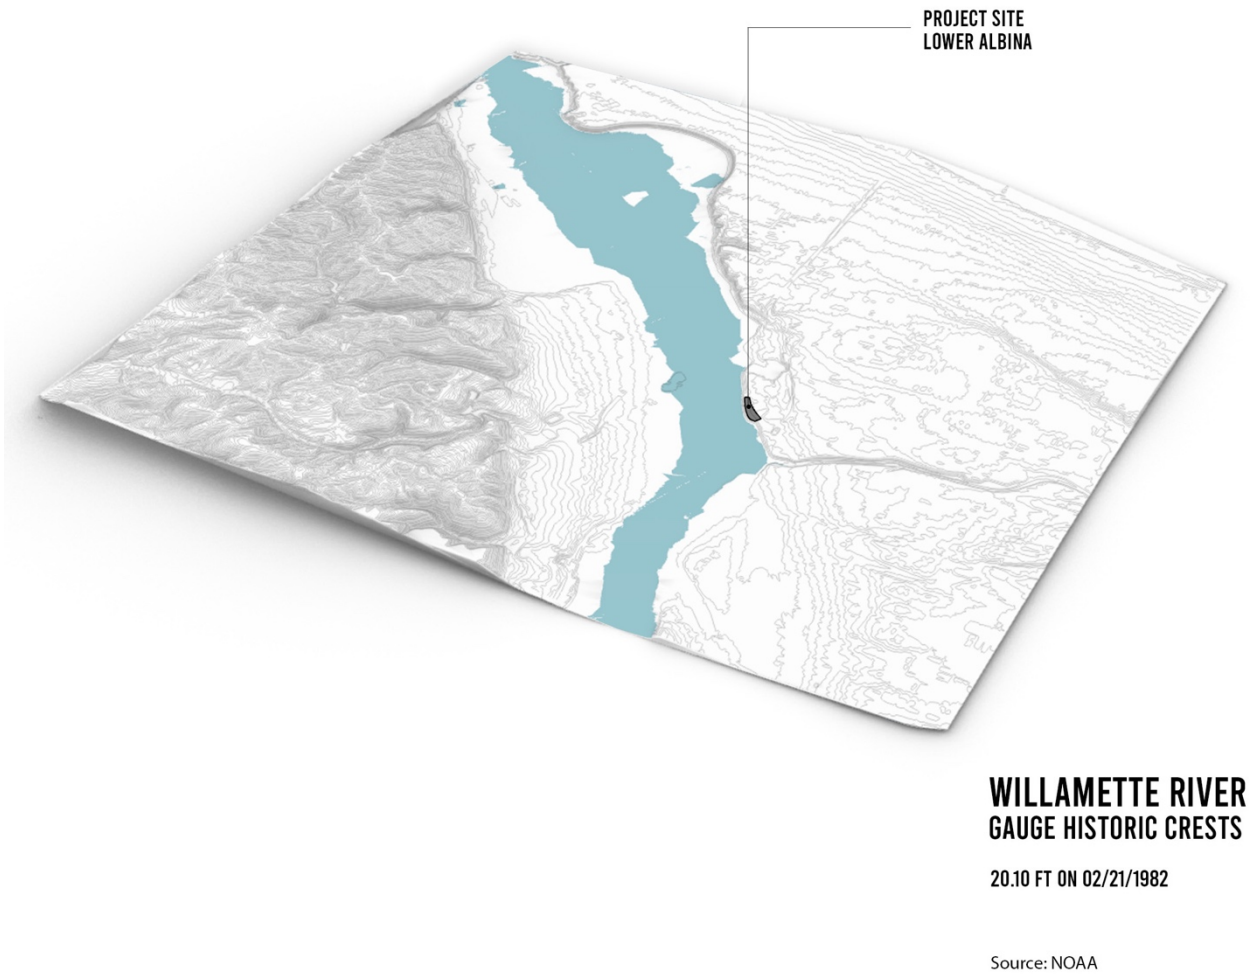 PROJECT SITE
LOWER ALBINA
WILLAMETTE RIVER
GAUGE HISTORIC CRESTS
20.10 FT ON 02/21/1982
Source: NOAA